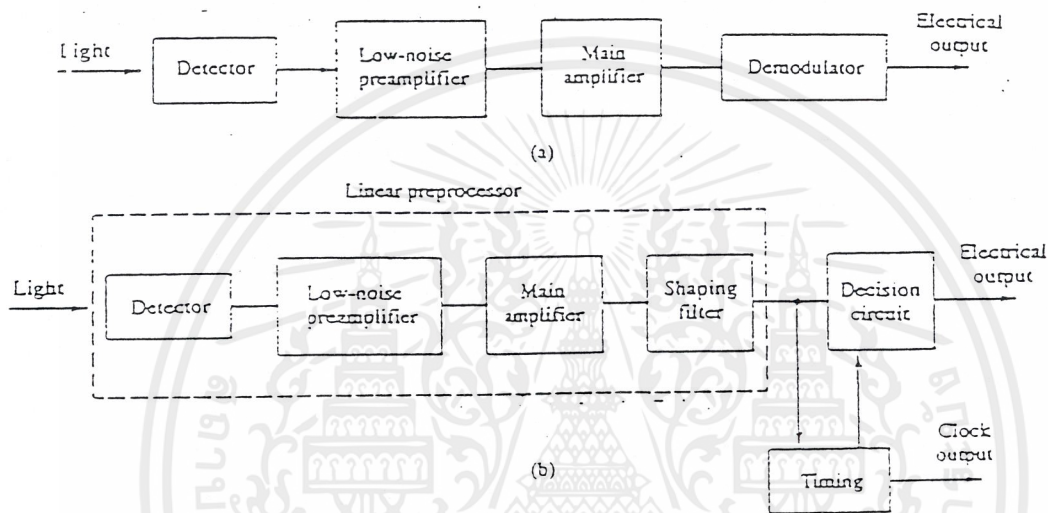 Light
Detector
Low-noise
preamplifier
Main
amplifier
Demodulator
Electrical
output
(a)
Linear preprocessor
Light
Detector
Low-noise
preamplifier
Main
amplifier
Shaping
filter
Decision
circuit
Electrical
output
Timing
Clock
output
(b)